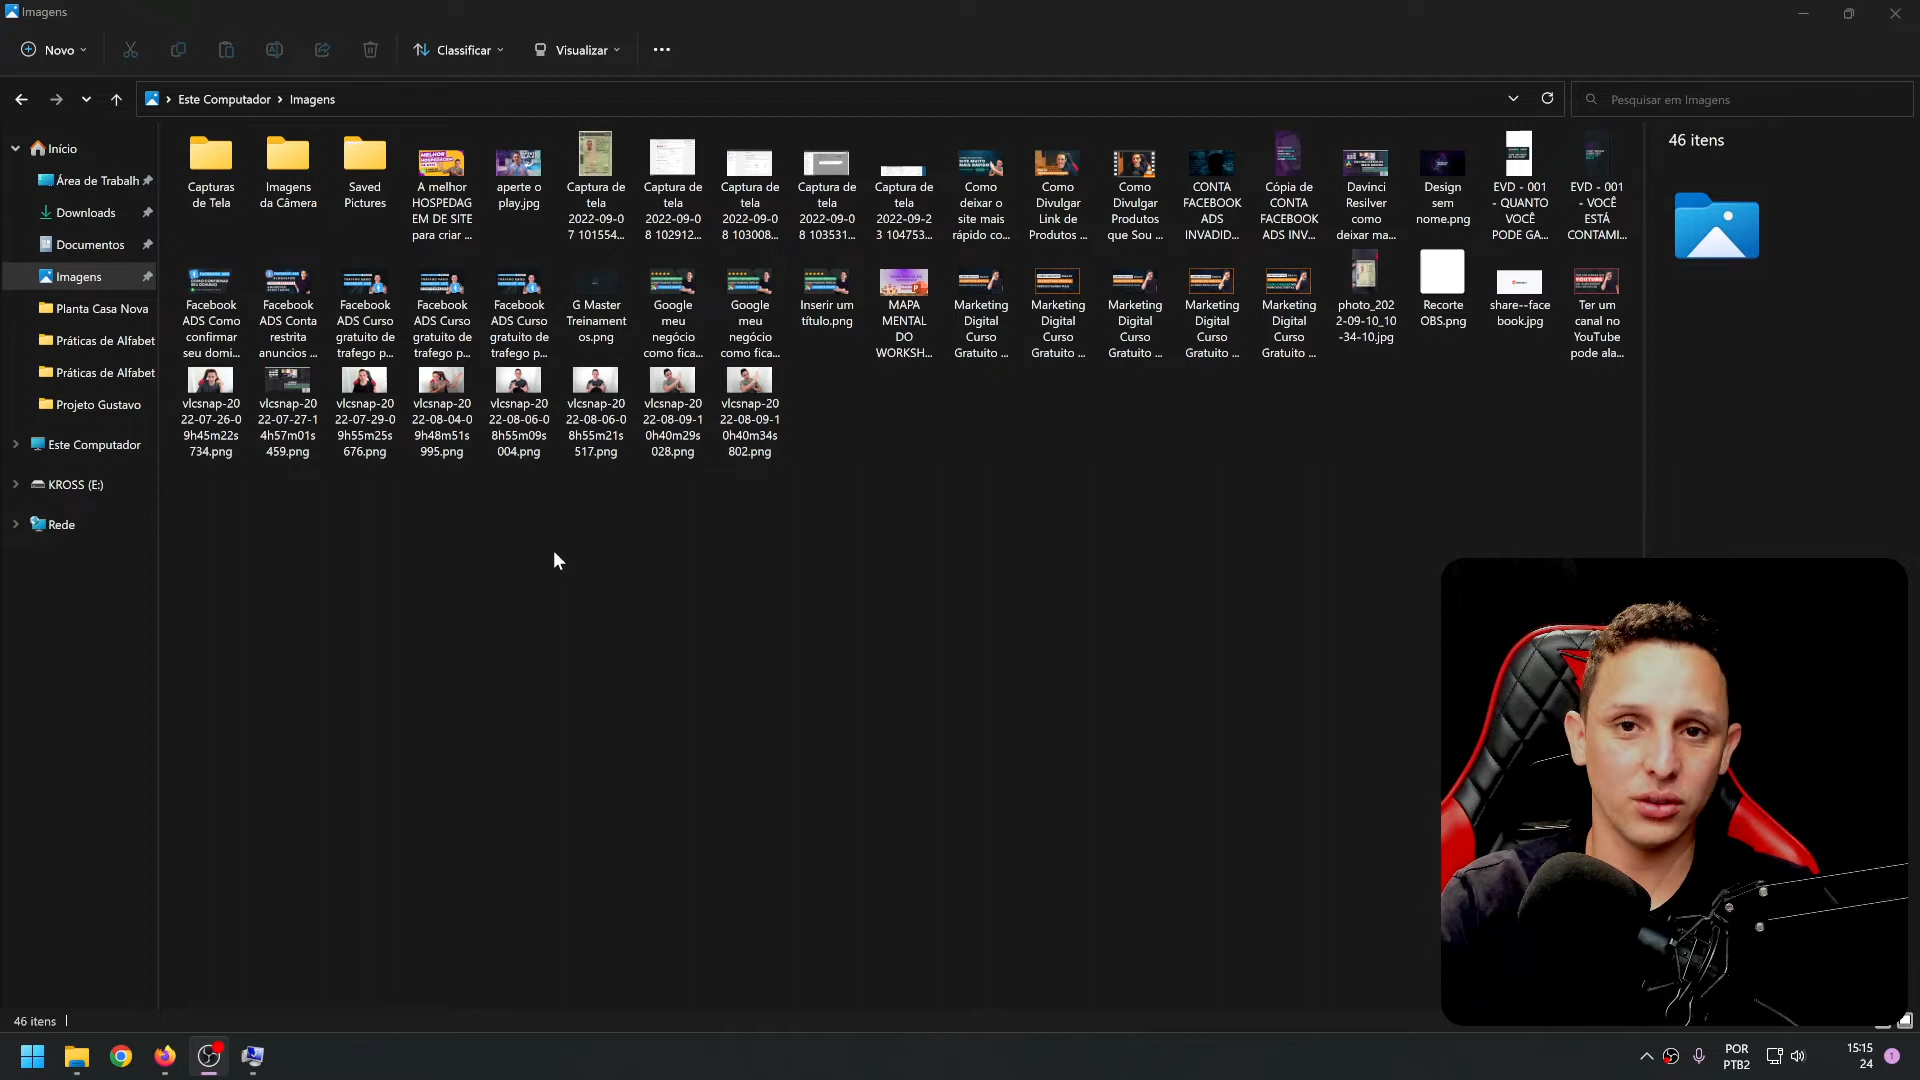 Imagens
Novo
Classificar
Visualizar
Este Computador
Imagens
Pesquisar em Imagens
46 itens
Início
Área de Trabalh
Downloads
Documentos
Imagens
Planta Casa Nova
Práticas de Alfabet
Práticas de Alfabet
Projeto Gustavo
Este Computador
KROSS (E:)
Rede
Capturas
de Tela
Imagens
da Câmera
Saved
Pictures
A melhor
HOSPEDAG
EM DE SITE
para criar ...
aperte o
play.jpg
Captura de
tela
2022-09-0
7 101554...
Captura de
tela
2022-09-0
8 102912...
Captura de
tela
2022-09-0
8 103008...
Captura de
tela
2022-09-0
8 103531...
Captura de
tela
2022-09-2
3 104753...
Como
deixar o
site mais
rápido co...
Como
Divulgar
Link de
Produtos ...
Como
Divulgar
Produtos
que Sou ...
CONTA
FACEBOOK
ADS
INVADID...
Cópia de
CONTA
FACEBOOK
ADS INV...
Davinci
Resilver
como
deixar ma...
Design
sem
nome.png
EVD - 001
- QUANTO
VOCÊ
PODE GA...
EVD - 001
- VOCÊ
ESTÁ
CONTAMI...
Facebook
ADS Como
confirmar
seu domi...
Facebook
ADS Conta
restrita
anuncios ...
Facebook
ADS Curso
gratuito de
trafego p...
Facebook
ADS Curso
gratuito de
trafego p...
Facebook
ADS Curso
gratuito de
trafego p...
G Master
Treinament
os.png
Google
meu
negócio
como fica...
Google
meu
negócio
como fica...
Inserir um
título.png
MAPA
MENTAL
DO
WORKSH...
Marketing
Digital
Curso
Gratuito ...
Marketing
Digital
Curso
Gratuito ...
Marketing
Digital
Curso
Gratuito ...
Marketing
Digital
Curso
Gratuito ...
Marketing
Digital
Curso
Gratuito ...
photo_202
2-09-10_10
-34-10.jpg
Recorte
OBS.png
share--face
book.jpg
Ter um
canal no
YouTube
pode ala...
vlcsnap-20
22-07-26-0
9h45m22s
734.png
vlcsnap-20
22-07-27-1
4h57m01s
459.png
vlcsnap-20
22-07-29-0
9h55m25s
676.png
vlcsnap-20
22-08-04-0
9h48m51s
995.png
vlcsnap-20
22-08-06-0
8h55m09s
004.png
vlcsnap-20
22-08-06-0
8h55m21s
517.png
vlcsnap-20
22-08-09-1
0h40m29s
028.png
vlcsnap-20
22-08-09-1
0h40m34s
802.png
46 itens
POR
PTB2
15:15
24
1